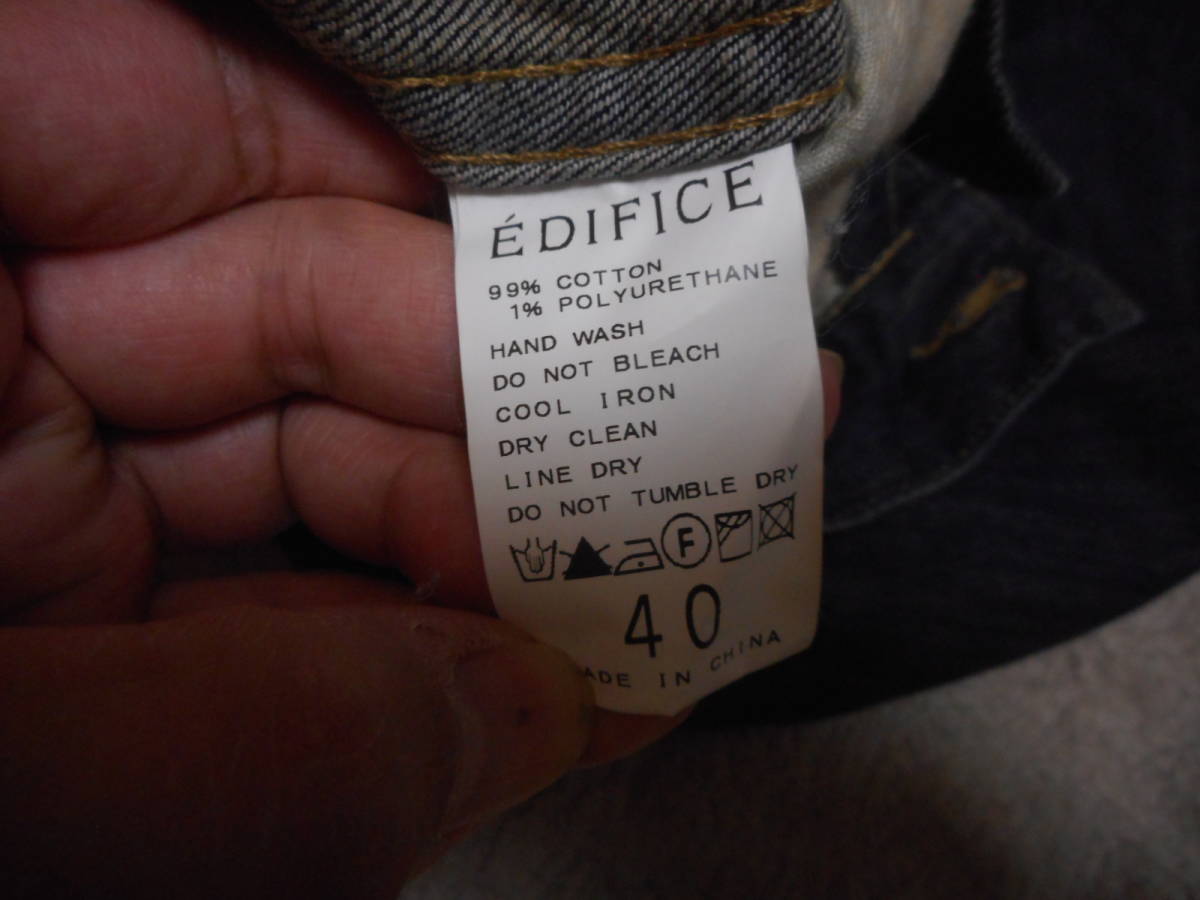 ÉDIFICE
99% COTTON
1% POLYURETHANE
HAND WASH
DO NOT BLEACH
COOL IRON
DRY CLEAN
LINE DRY
DO NOT TUMBLE DRY
F
40
ADE IN CHINA